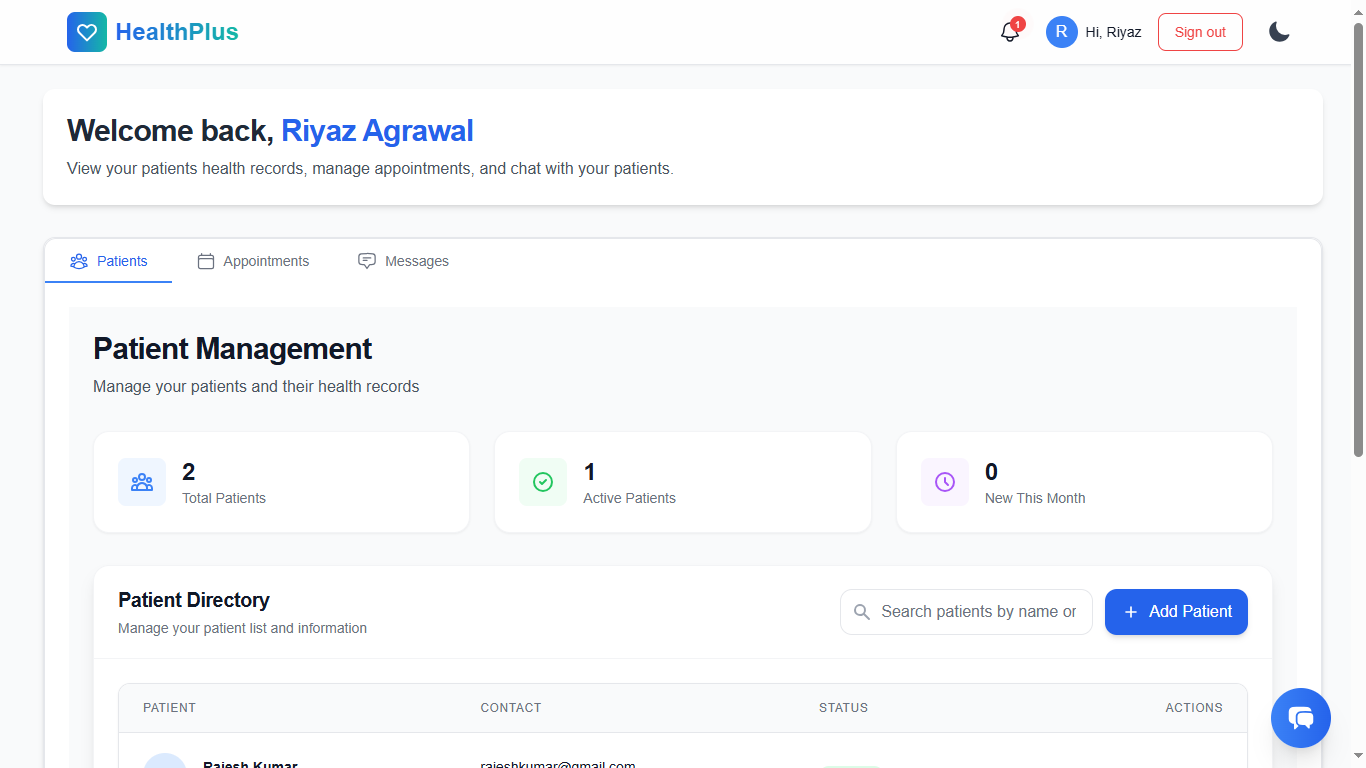 HealthPlus
1
R
Hi, Riyaz
Sign out
Welcome back, Riyaz Agrawal
View your patients health records, manage appointments, and chat with your patients.
Patients
Appointments
Messages
Patient Management
Manage your patients and their health records
2
Total Patients
1
Active Patients
0
New This Month
Patient Directory
Manage your patient list and information
Search patients by name or
Add Patient
PATIENT CONTACT STATUS ACTIONS
Rajesh Kumar rajeshkumar@gmail.com